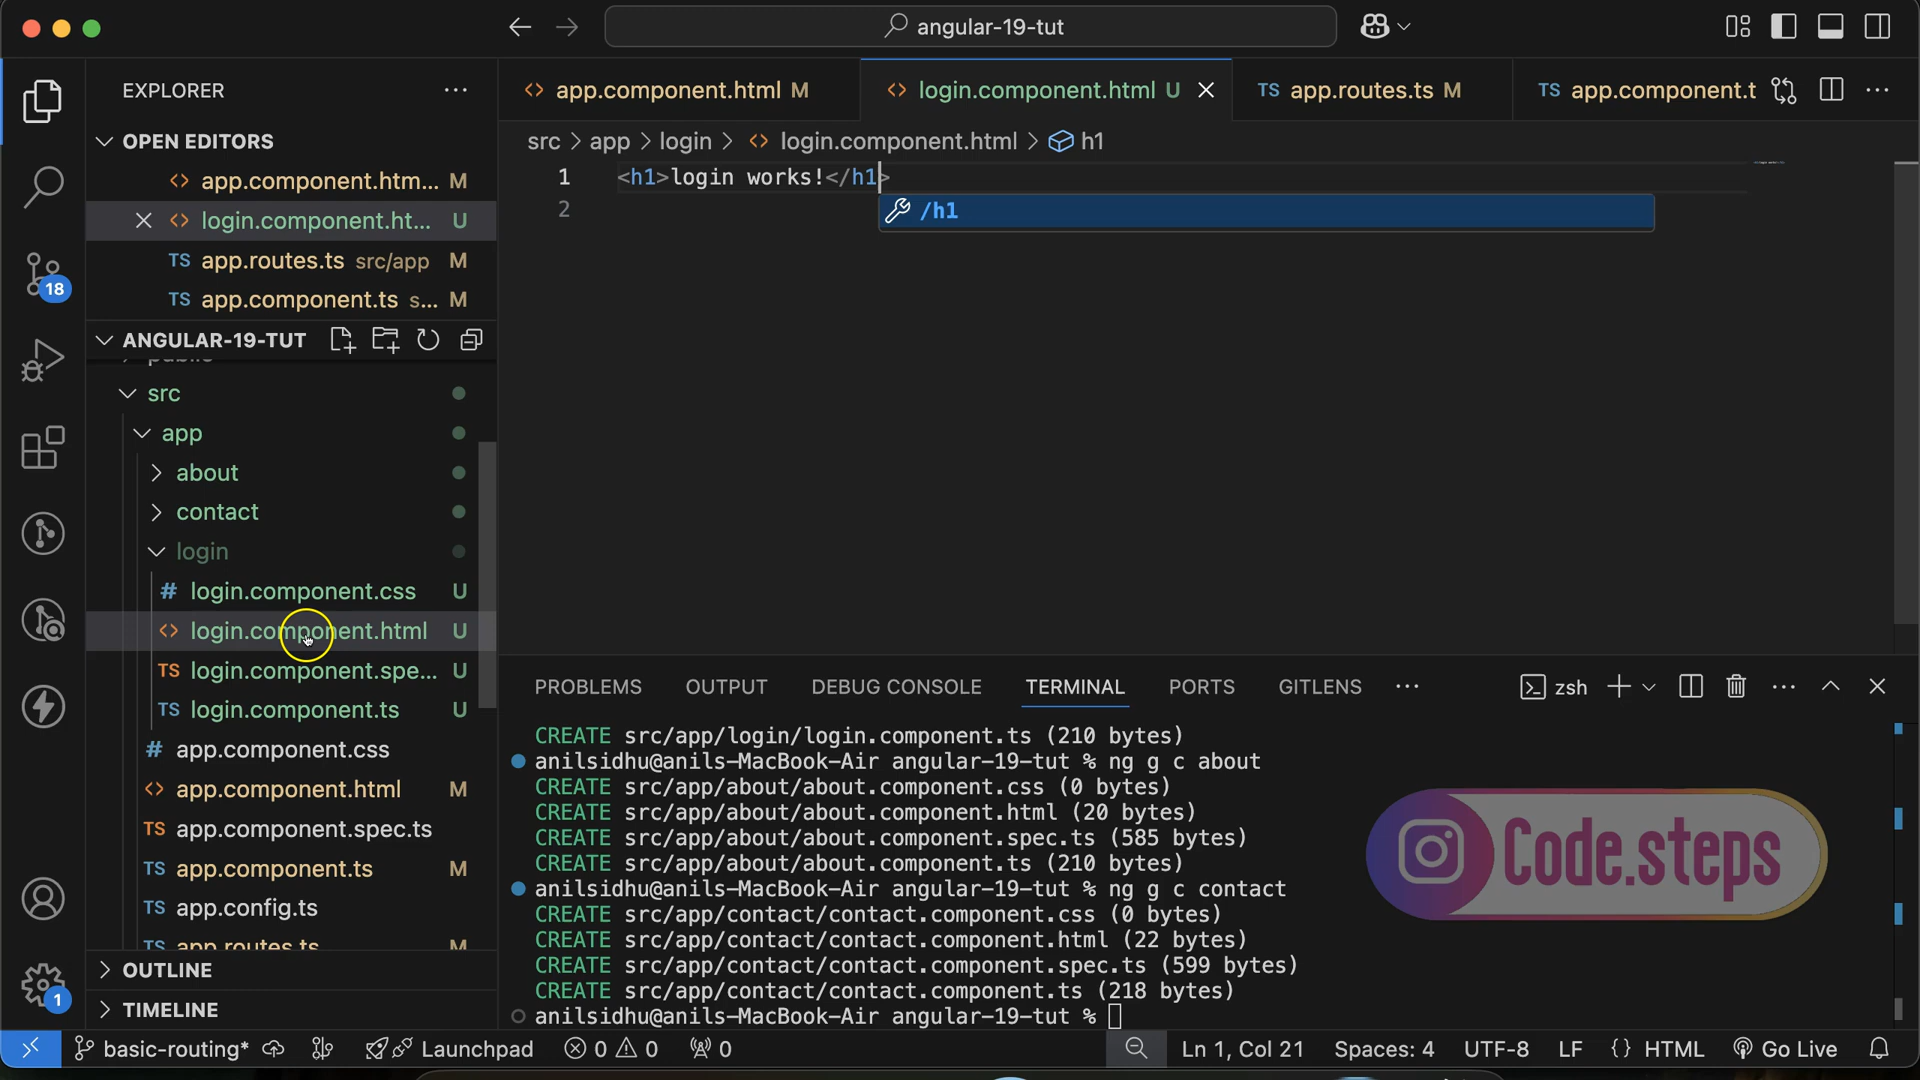 angular-19-tut
EXPLORER
OPEN EDITORS
app.component.htm... M
login.component.ht... U
TS app.routes.ts src/app M
TS app.component.ts s... M
ANGULAR-19-TUT
public
src
app
about
contact
login
# login.component.css U
login.component.html U
TS login.component.spe... U
TS login.component.ts U
# app.component.css
app.component.html M
TS app.component.spec.ts
TS app.component.ts M
TS app.config.ts
TS app.routes.ts M
OUTLINE
TIMELINE
18
1
app.component.html M
login.component.html U
TS app.routes.ts M
TS app.component.t
src > app > login > login.component.html > h1
1 <h1>login works!</h1>
2
/h1
PROBLEMS OUTPUT DEBUG CONSOLE TERMINAL PORTS GITLENS
zsh
CREATE src/app/login/login.component.ts (210 bytes)
anilsidhu@anils-MacBook-Air angular-19-tut % ng g c about
CREATE src/app/about/about.component.css (0 bytes)
CREATE src/app/about/about.component.html (20 bytes)
CREATE src/app/about/about.component.spec.ts (585 bytes)
CREATE src/app/about/about.component.ts (210 bytes)
anilsidhu@anils-MacBook-Air angular-19-tut % ng g c contact
CREATE src/app/contact/contact.component.css (0 bytes)
CREATE src/app/contact/contact.component.html (22 bytes)
CREATE src/app/contact/contact.component.spec.ts (599 bytes)
CREATE src/app/contact/contact.component.ts (218 bytes)
anilsidhu@anils-MacBook-Air angular-19-tut %
Code.steps
basic-routing* Launchpad 0 0 0 Ln 1, Col 21 Spaces: 4 UTF-8 LF {} HTML Go Live